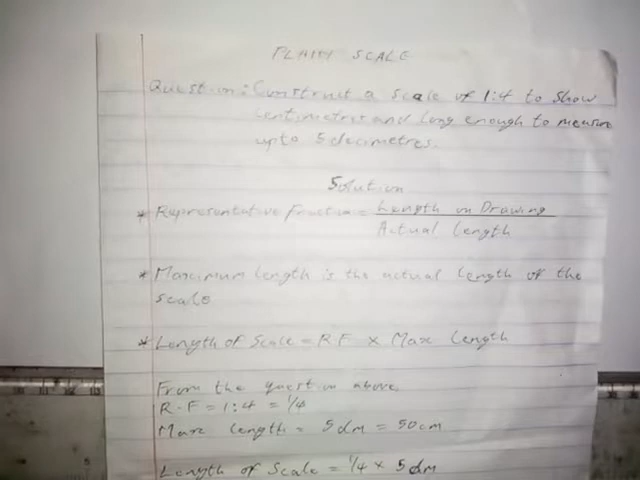 PLAIN SCALE
Question: Construct a scale of 1:4 to show
centimetres and long enough to measure
upto 5 decimetres.
Solution
* Representative Fraction = Length on Drawing
Actual length
* Maximum length is the actual length of the
scale
* Length of Scale = RF x Max length
From the question above,
R.F = 1:4 = 1/4
Max length = 5dm = 50cm
Length of Scale = 1/4 x 5dm